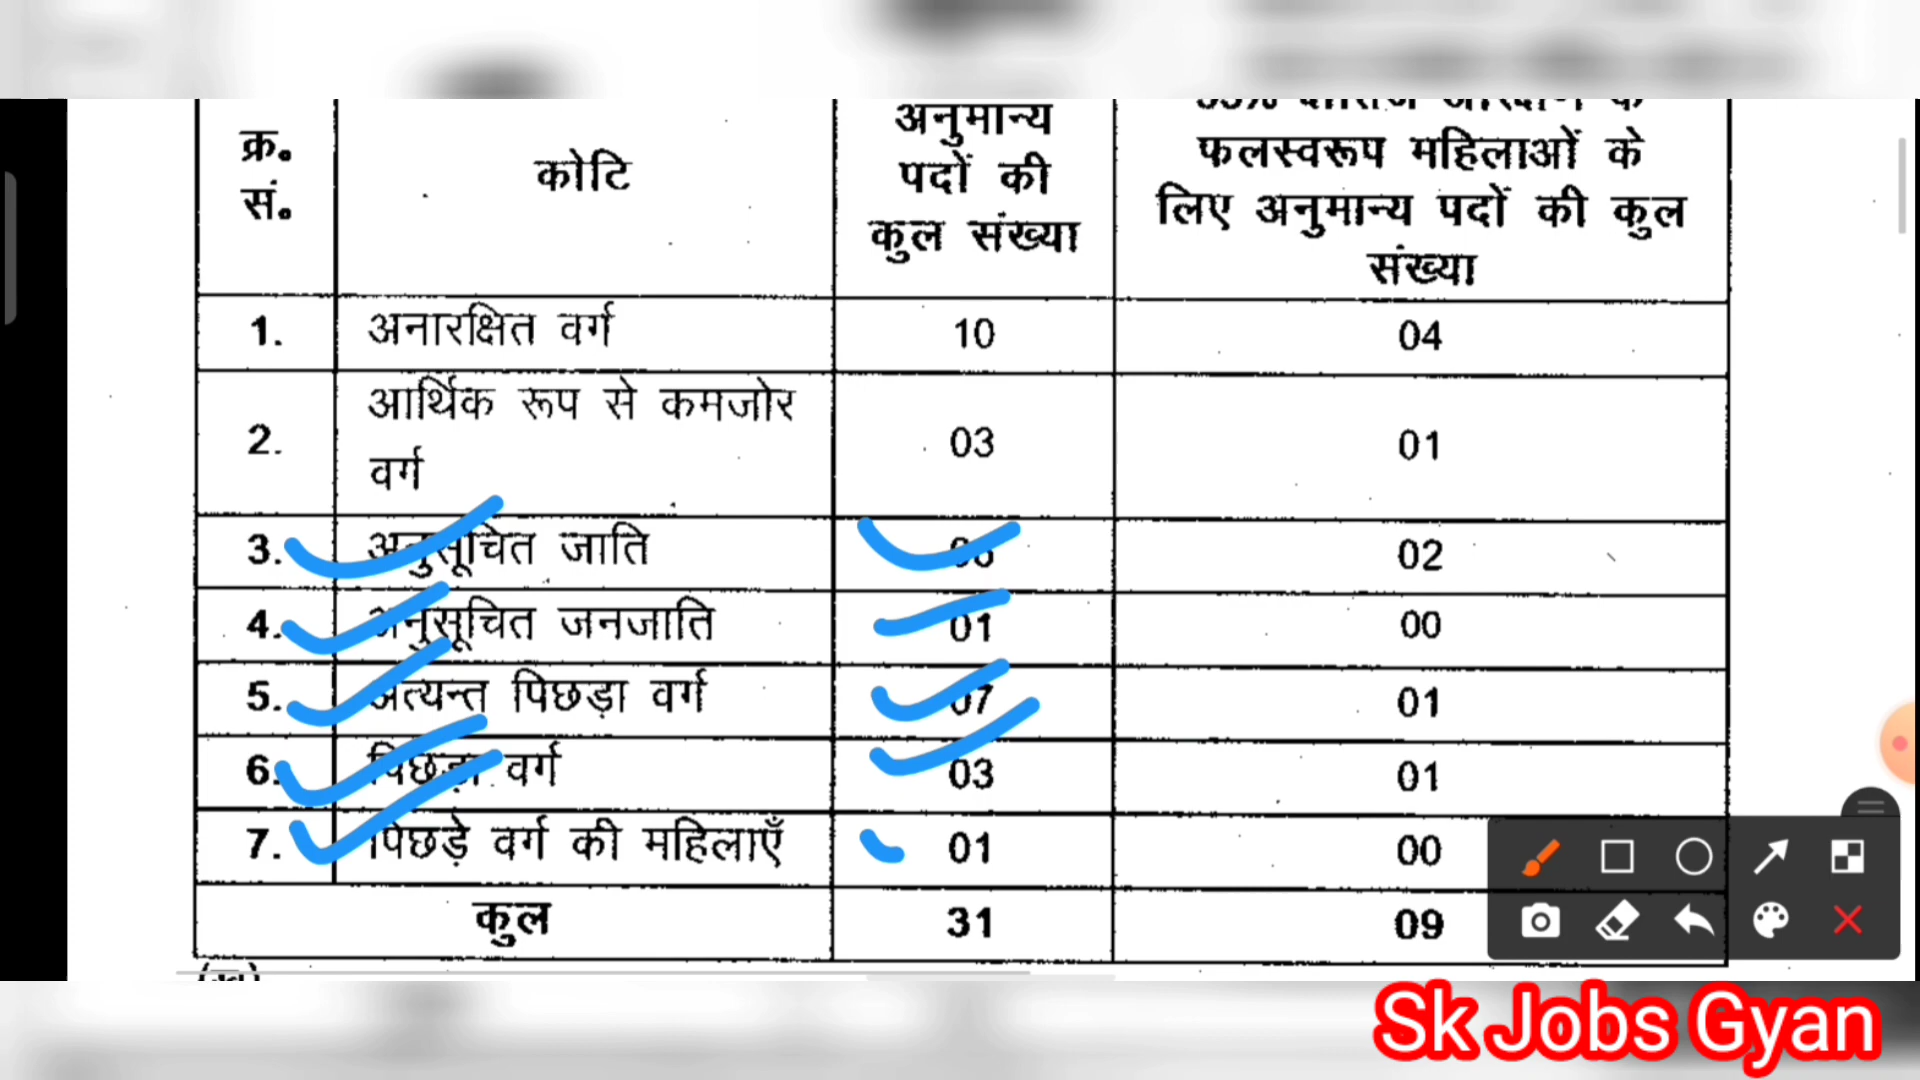 क्र.
सं.
कोटि
अनुमान्य
पदों की
कुल संख्या
फलस्वरूप महिलाओं के
लिए अनुमान्य पदों की कुल
संख्या
1. अनारक्षित वर्ग 10 04
2. आर्थिक रूप से कमजोर
वर्ग 03 01
3. अनुसूचित जाति 06 02
4. अनुसूचित जनजाति 01 00
5. अत्यन्त पिछड़ा वर्ग 07 01
6. पिछड़ा वर्ग 03 01
7. पिछड़े वर्ग की महिलाएँ 01 00
कुल 31 09
Sk Jobs Gyan